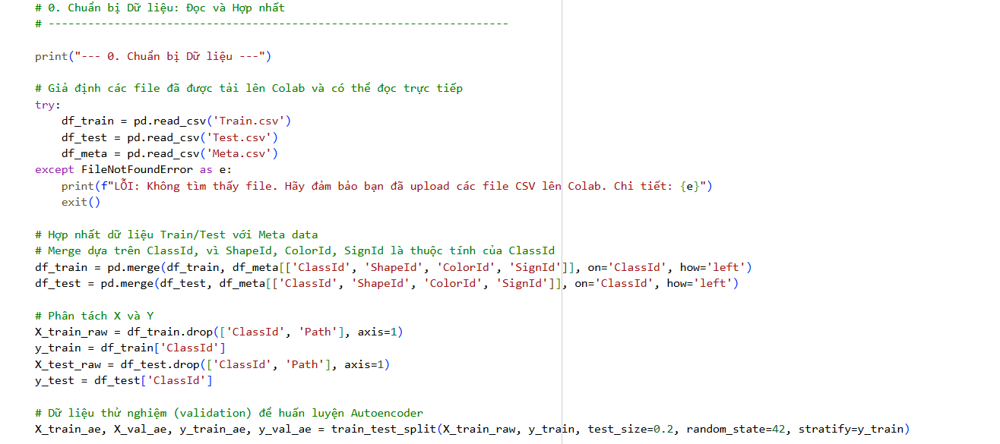 # 0. Chuẩn bị Dữ liệu: Đọc và Hợp nhất
# ----------------------------------------------------------------------
print("--- 0. Chuẩn bị Dữ liệu ---")
# Giả định các file đã được tải lên Colab và có thể đọc trực tiếp
try:
    df_train = pd.read_csv('Train.csv')
    df_test = pd.read_csv('Test.csv')
    df_meta = pd.read_csv('Meta.csv')
except FileNotFoundError as e:
    print(f"LỖI: Không tìm thấy file. Hãy đảm bảo bạn đã upload các file CSV lên Colab. Chi tiết: {e}")
    exit()
# Hợp nhất dữ liệu Train/Test với Meta data
# Merge dựa trên ClassId, vì ShapeId, ColorId, SignId là thuộc tính của ClassId
df_train = pd.merge(df_train, df_meta[['ClassId', 'ShapeId', 'ColorId', 'SignId']], on='ClassId', how='left')
df_test = pd.merge(df_test, df_meta[['ClassId', 'ShapeId', 'ColorId', 'SignId']], on='ClassId', how='left')
# Phân tách X và Y
X_train_raw = df_train.drop(['ClassId', 'Path'], axis=1)
y_train = df_train['ClassId']
X_test_raw = df_test.drop(['ClassId', 'Path'], axis=1)
y_test = df_test['ClassId']
# Dữ liệu thử nghiệm (validation) để huấn luyện Autoencoder
X_train_ae, X_val_ae, y_train_ae, y_val_ae = train_test_split(X_train_raw, y_train, test_size=0.2, random_state=42, stratify=y_train)